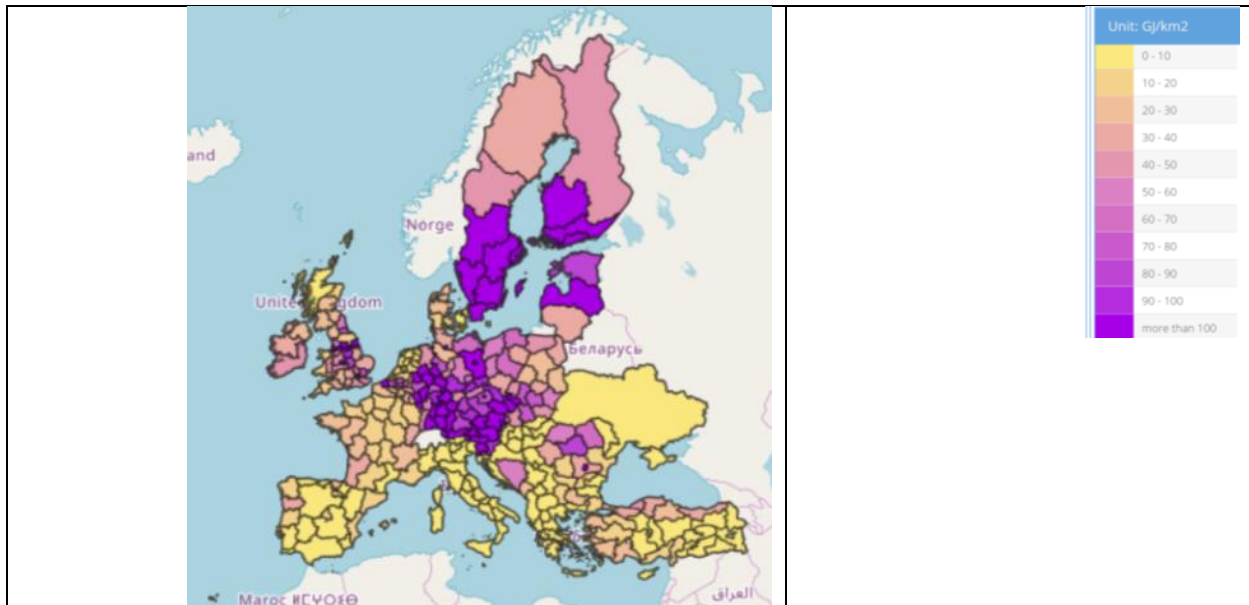 Unit: GJ/km2
0 - 10
10 - 20
20 - 30
30 - 40
40 - 50
50 - 60
60 - 70
70 - 80
80 - 90
90 - 100
more than 100
and
Norge
United gdom
Беларусь
Maroc ⵍⵎⵖⵔⵉⴱ
العراق